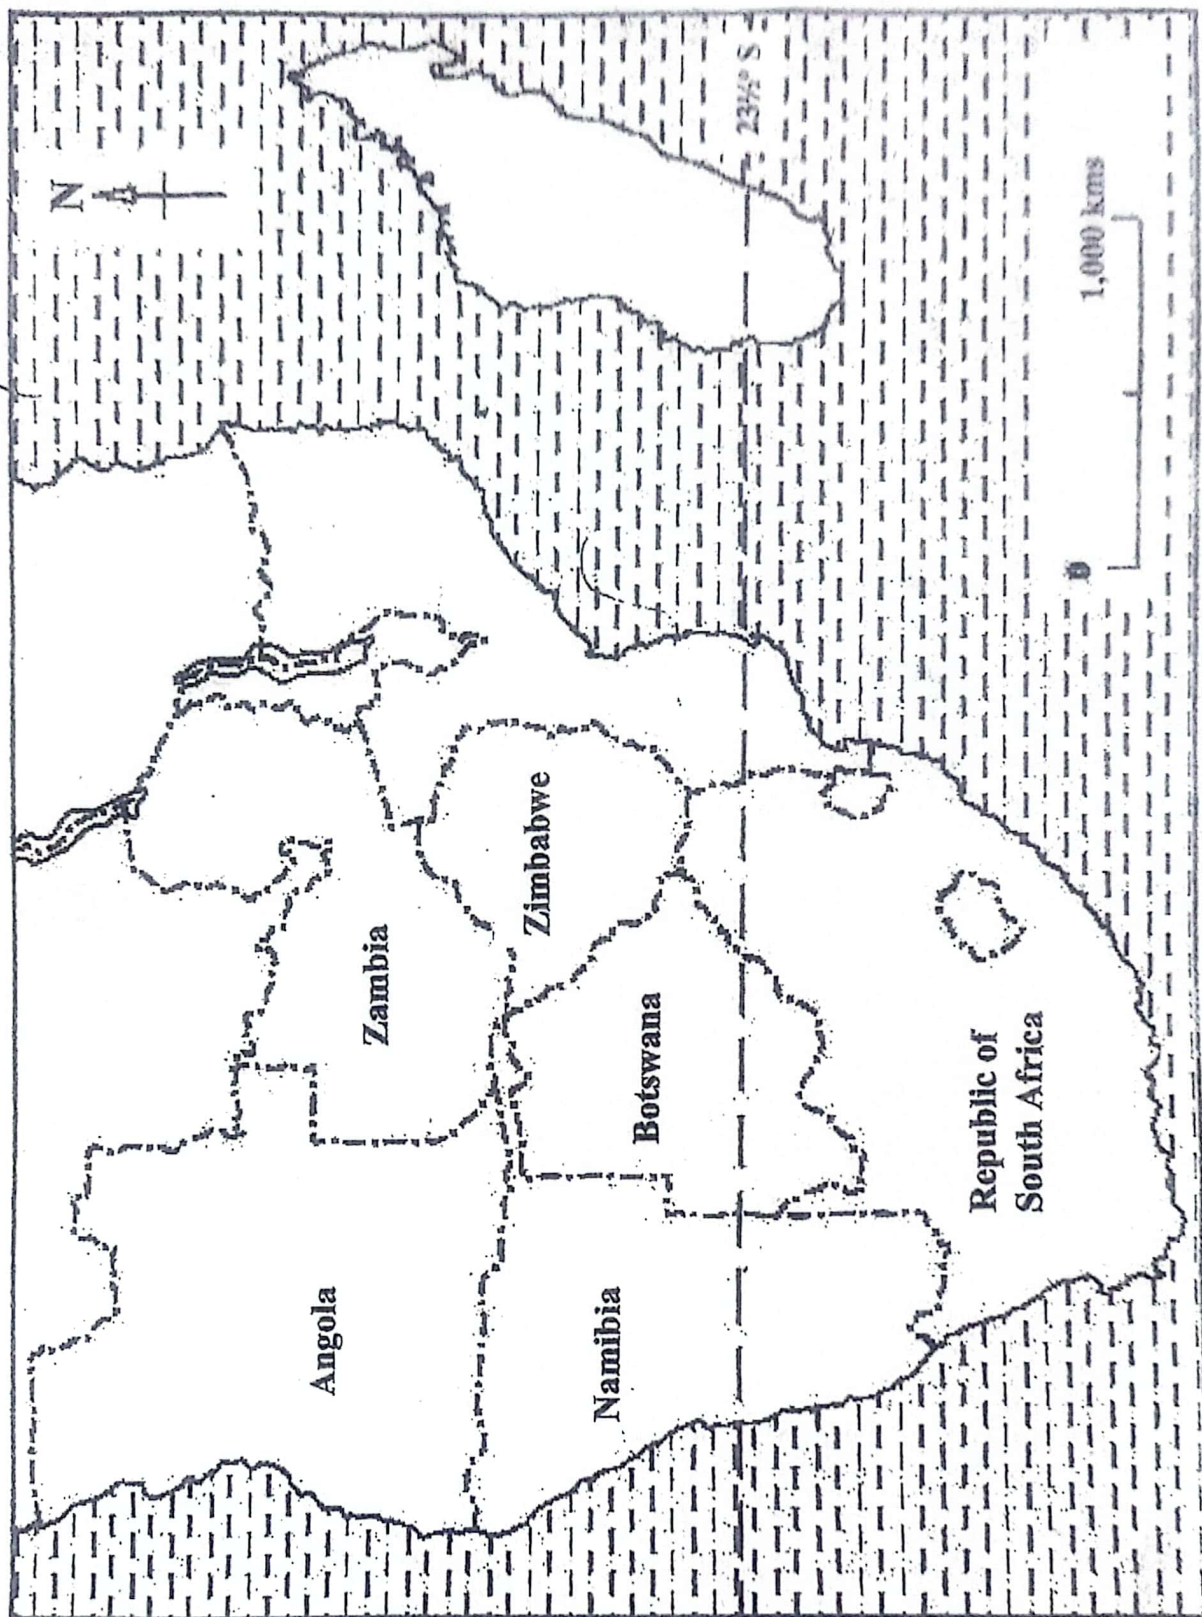 N
23½° S
Angola
Zambia
Zimbabwe
Namibia
Botswana
Republic of
South Africa
0
1,000 kms